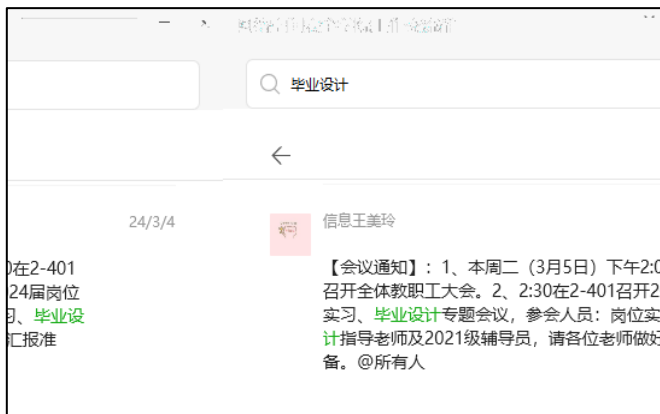 毕业设计
24/3/4
0在2-401
24届岗位
习、毕业设
汇报准
信息王美玲
【会议通知】：1、本周二（3月5日）下午2:0
召开全体教职工大会。2、2:30在2-401召开2
实习、毕业设计专题会议，参会人员：岗位实
计指导老师及2021级辅导员，请各位老师做好
备。@所有人